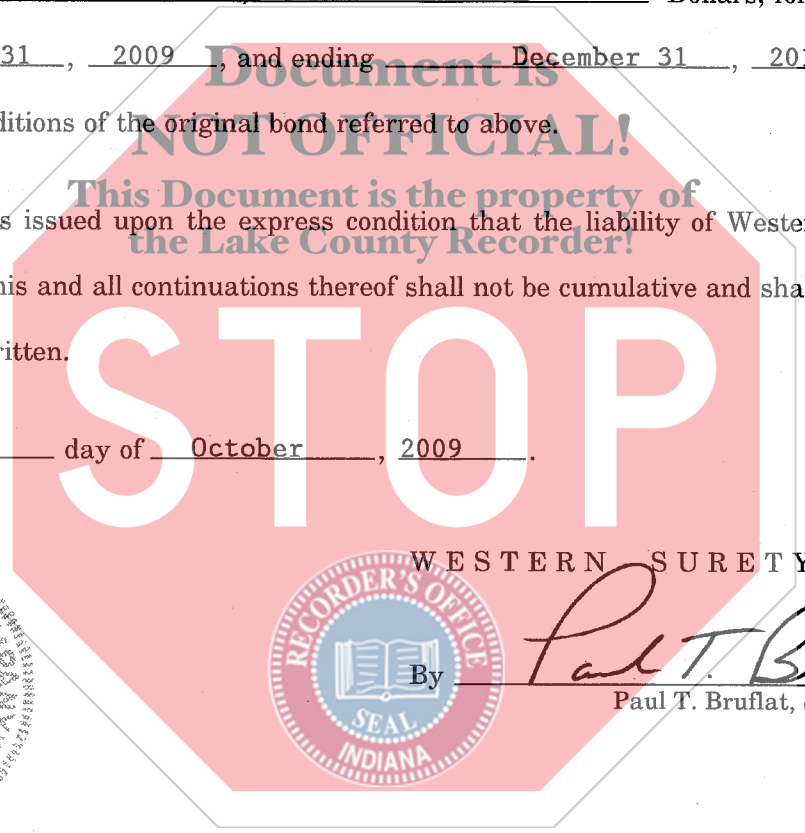 Dollars, for
31, 2009, and ending December 31, 201
Document is
ditions of the original bond referred to above.
NOT OFFICIAL!
This Document is the property of
s issued upon the express condition that the liability of Wester
the Lake County Recorder!
his and all continuations thereof shall not be cumulative and shal
ritten.
STOP
day of October, 2009.
WESTERN SURETY
RECORDER'S OFFICE
SEAL
INDIANA
By Paul T. B
Paul T. Bruflat,